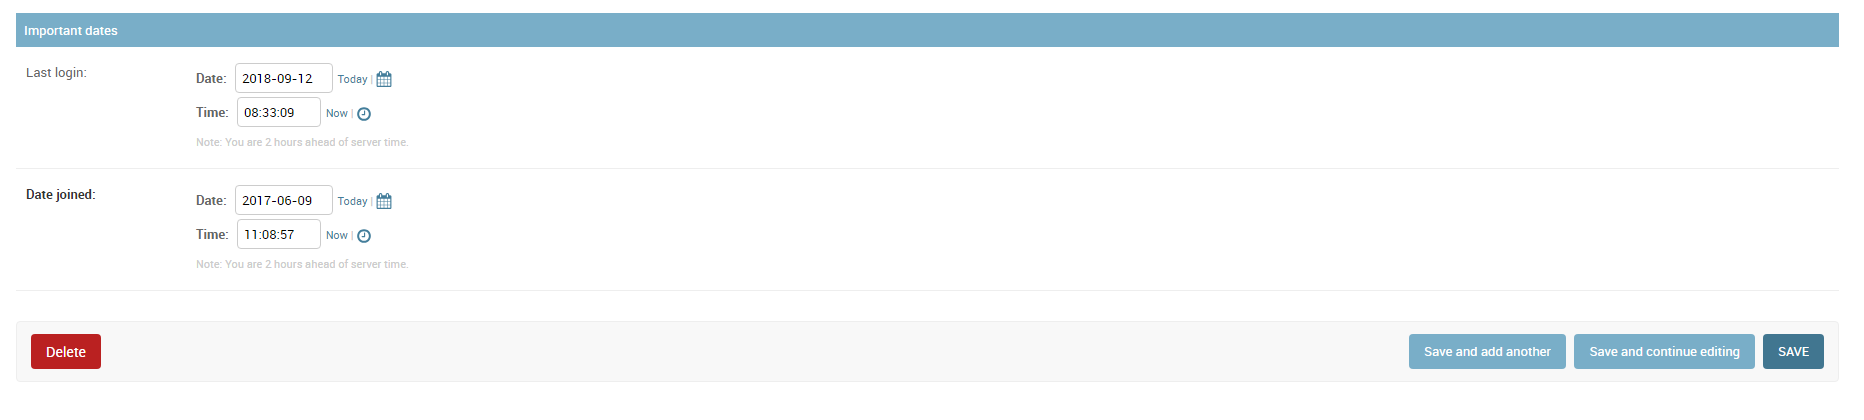 Important dates
Last login:
Date: 2018-09-12 Today |
Time: 08:33:09 Now |
Note: You are 2 hours ahead of server time.
Date joined:
Date: 2017-06-09 Today |
Time: 11:08:57 Now |
Note: You are 2 hours ahead of server time.
Delete Save and add another Save and continue editing SAVE